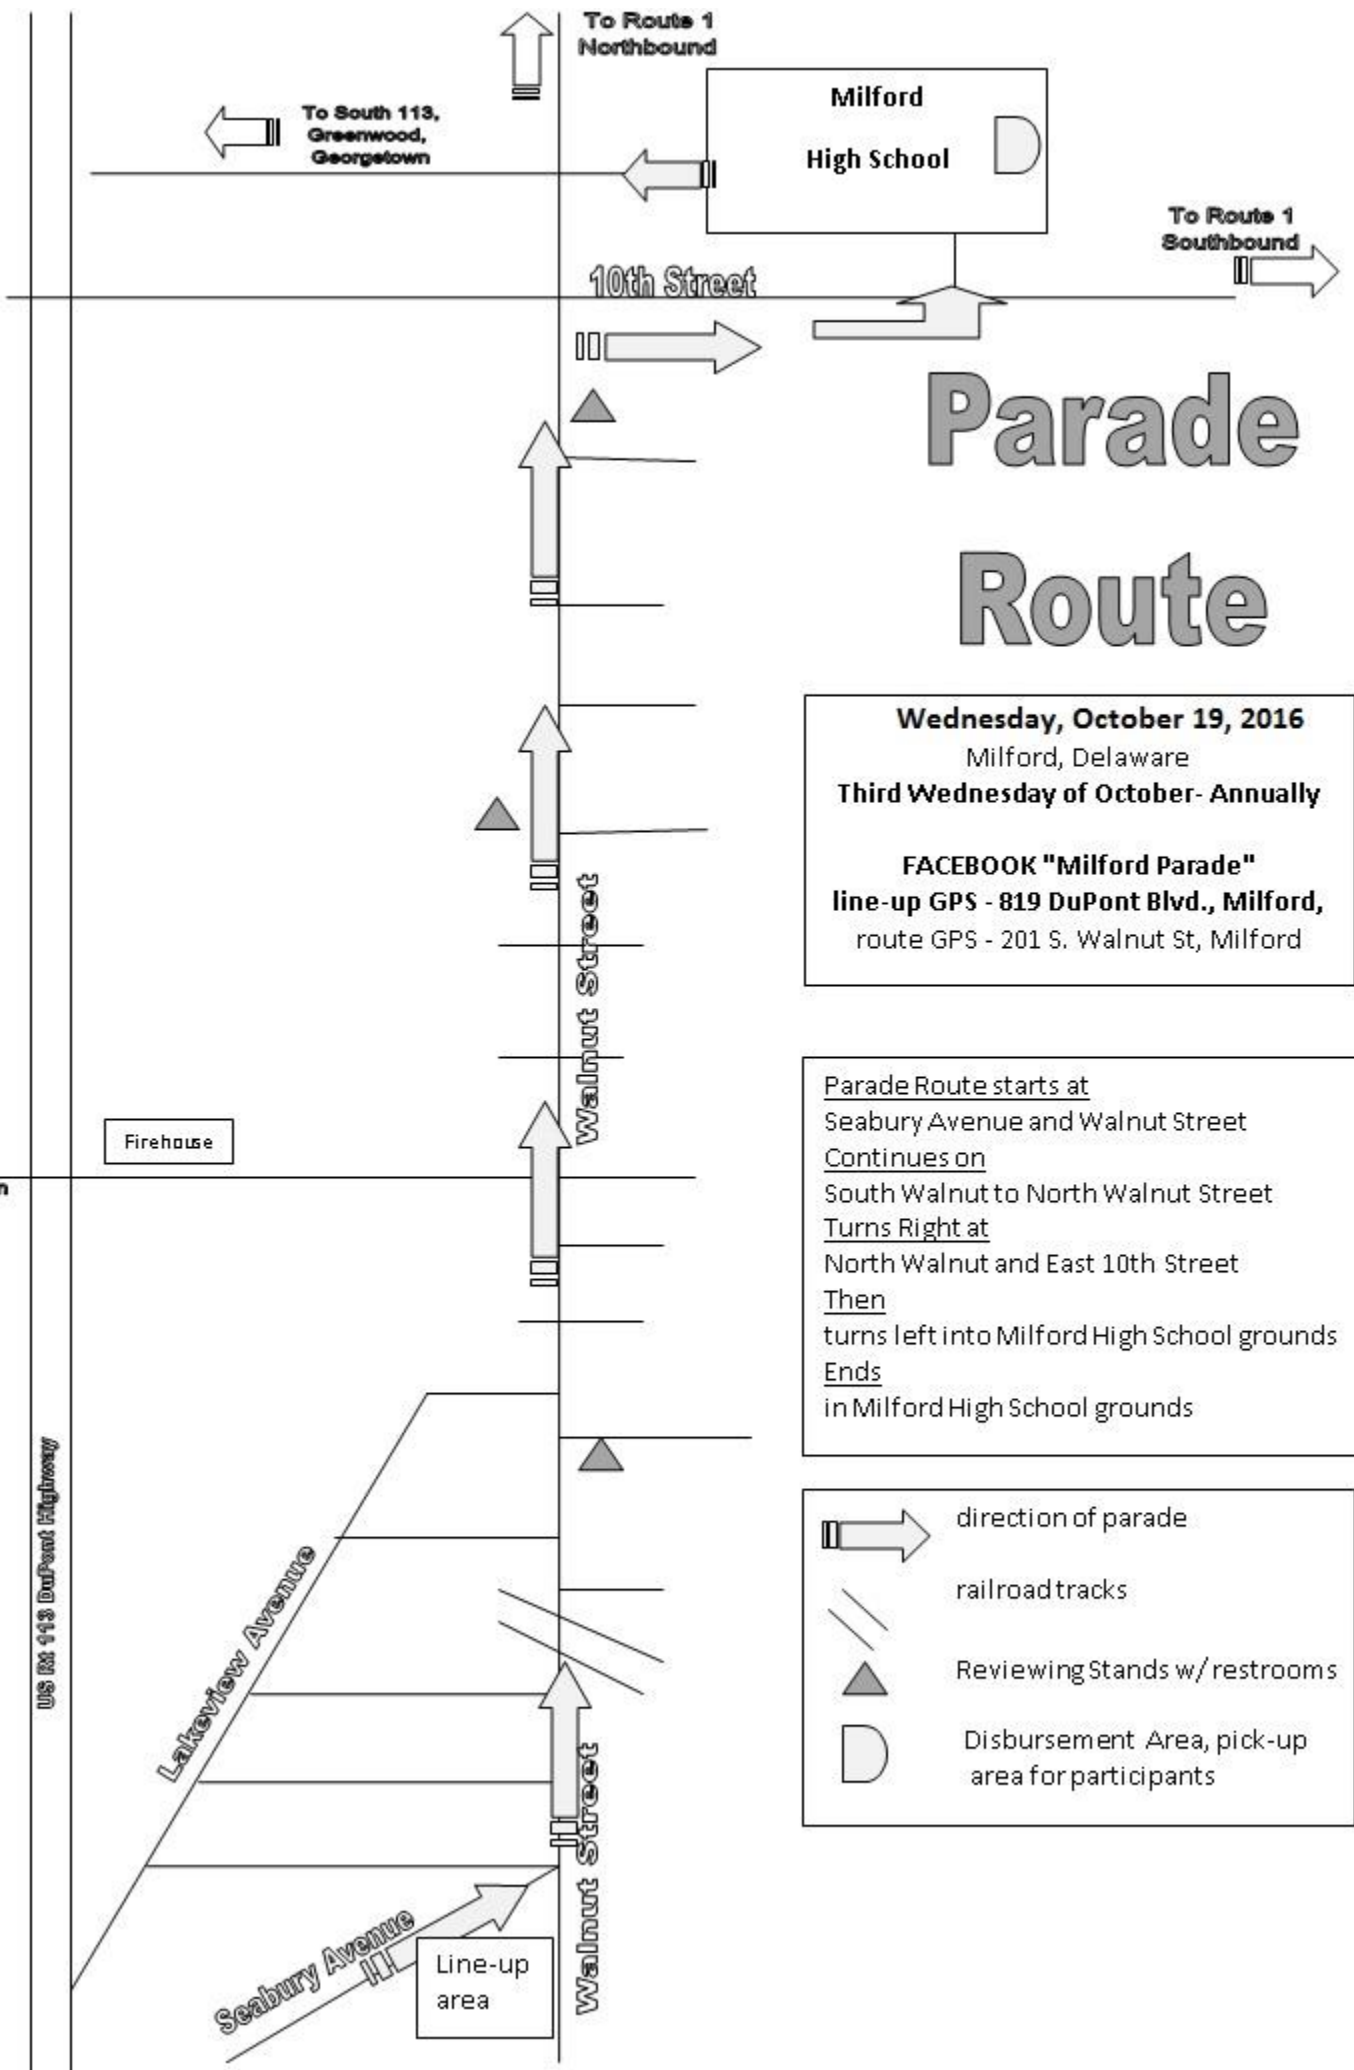 To Route 1
Northbound
To South 113,
Greenwood,
Georgetown
Milford
High School
To Route 1
Southbound
10th Street
Parade
Route
Wednesday, October 19, 2016
Milford, Delaware
Third Wednesday of October- Annually
FACEBOOK "Milford Parade"
line-up GPS - 819 DuPont Blvd., Milford,
route GPS - 201 S. Walnut St, Milford
Walnut Street
Firehouse
Parade Route starts at
Seabury Avenue and Walnut Street
Continues on
South Walnut to North Walnut Street
Turns Right at
North Walnut and East 10th Street
Then
turns left into Milford High School grounds
Ends
in Milford High School grounds
US Rt 113 DuPont Highway
Lakeview Avenue
direction of parade
railroad tracks
Reviewing Stands w/ restrooms
Disbursement Area, pick-up
area for participants
Walnut Street
Seabury Avenue
Line-up
area